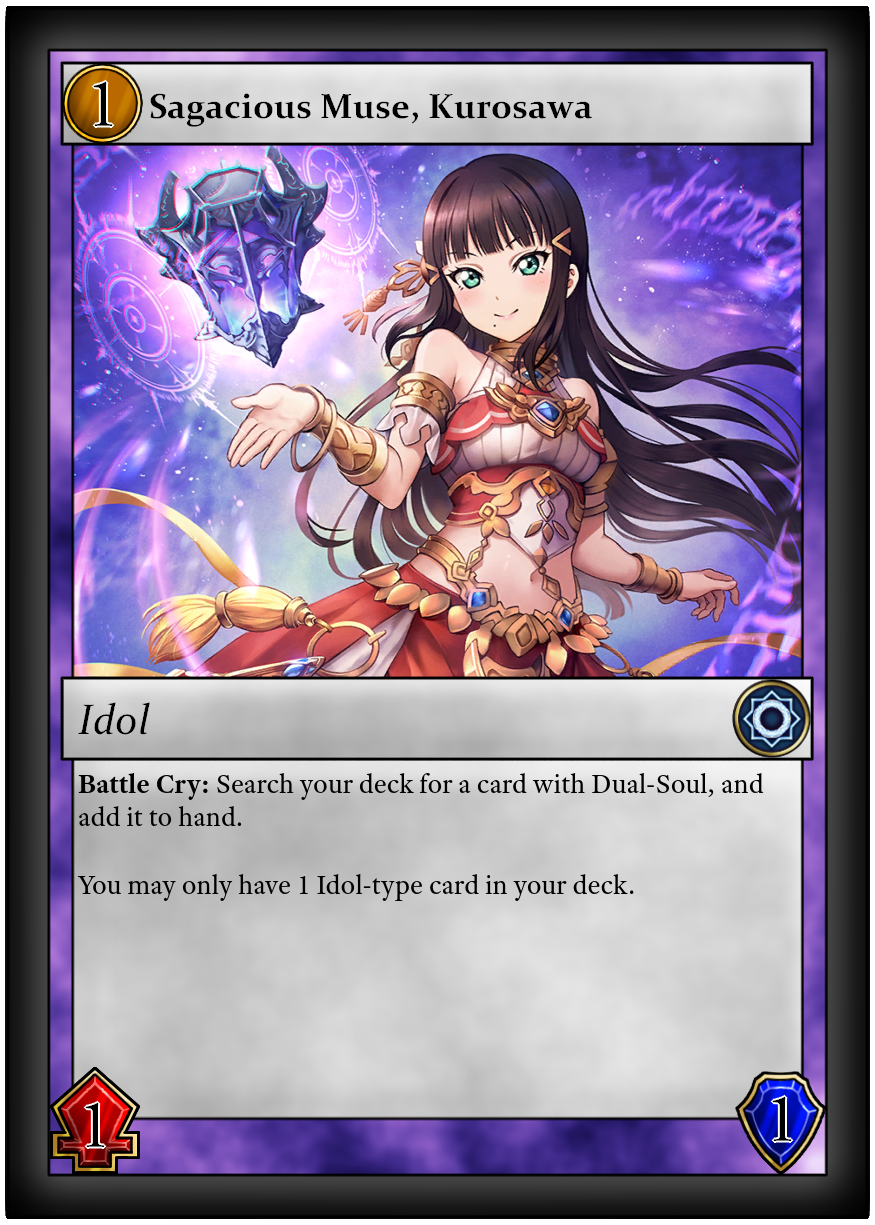 1
Sagacious Muse, Kurosawa
Idol
Battle Cry: Search your deck for a card with Dual-Soul, and
add it to hand.
You may only have 1 Idol-type card in your deck.
1
1